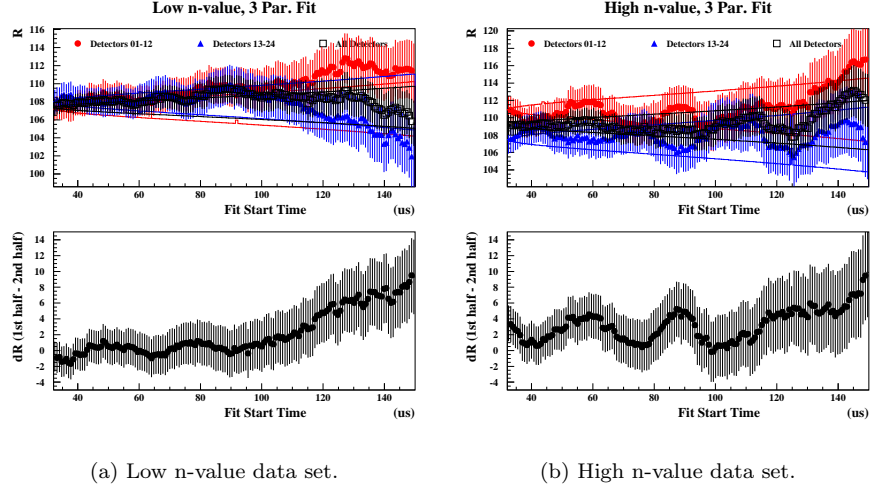 Low n-value, 3 Par. Fit
R
116
114
112
110
108
106
104
102
100
Detectors 01-12
Detectors 13-24
All Detectors
40 60 80 100 120 140
Fit Start Time (us)
dR (1st half - 2nd half)
14
12
10
8
6
4
2
0
-2
-4
40 60 80 100 120 140
Fit Start Time (us)
(a) Low n-value data set.
High n-value, 3 Par. Fit
R
120
118
116
114
112
110
108
106
104
Detectors 01-12
Detectors 13-24
All Detectors
40 60 80 100 120 140
Fit Start Time (us)
dR (1st half - 2nd half)
14
12
10
8
6
4
2
0
-2
-4
40 60 80 100 120 140
Fit Start Time (us)
(b) High n-value data set.